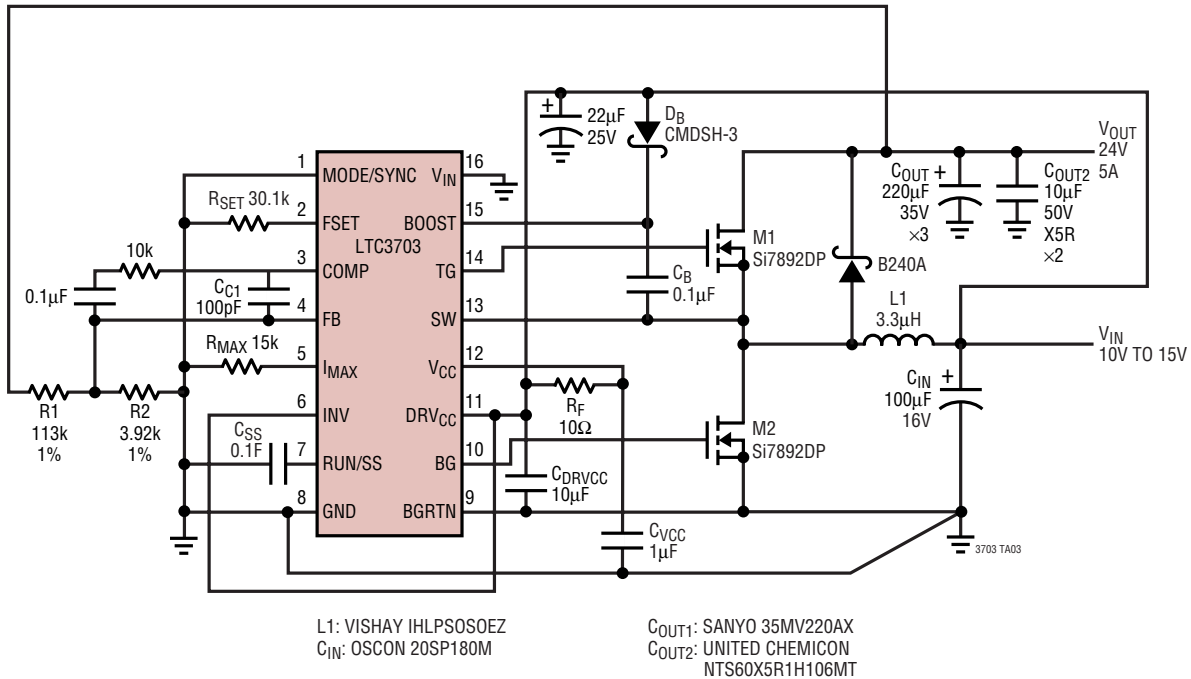 +
22µF
25V
DB
CMDSH-3
VOUT
24V
5A
COUT
+
220µF
35V
×3
COUT2
10µF
50V
X5R
×2
1
MODE/SYNC
VIN
16
RSET 30.1k
2
FSET
BOOST
15
LTC3703
10k
3
COMP
TG
14
M1
Si7892DP
B240A
0.1µF
CC1
100pF
4
FB
SW
13
CB
0.1µF
L1
3.3µH
RMAX 15k
5
IMAX
VCC
12
VIN
10V TO 15V
R1
113k
1%
R2
3.92k
1%
6
INV
DRVCC
11
RF
10Ω
CIN
+
100µF
16V
CSS
0.1F
7
RUN/SS
BG
10
M2
Si7892DP
CDRVCC
10µF
8
GND
BGRTN
9
CVCC
1µF
3703 TA03
L1: VISHAY IHLPSOSOEZ
CIN: OSCON 20SP180M
COUT1: SANYO 35MV220AX
COUT2: UNITED CHEMICON
NTS60X5R1H106MT